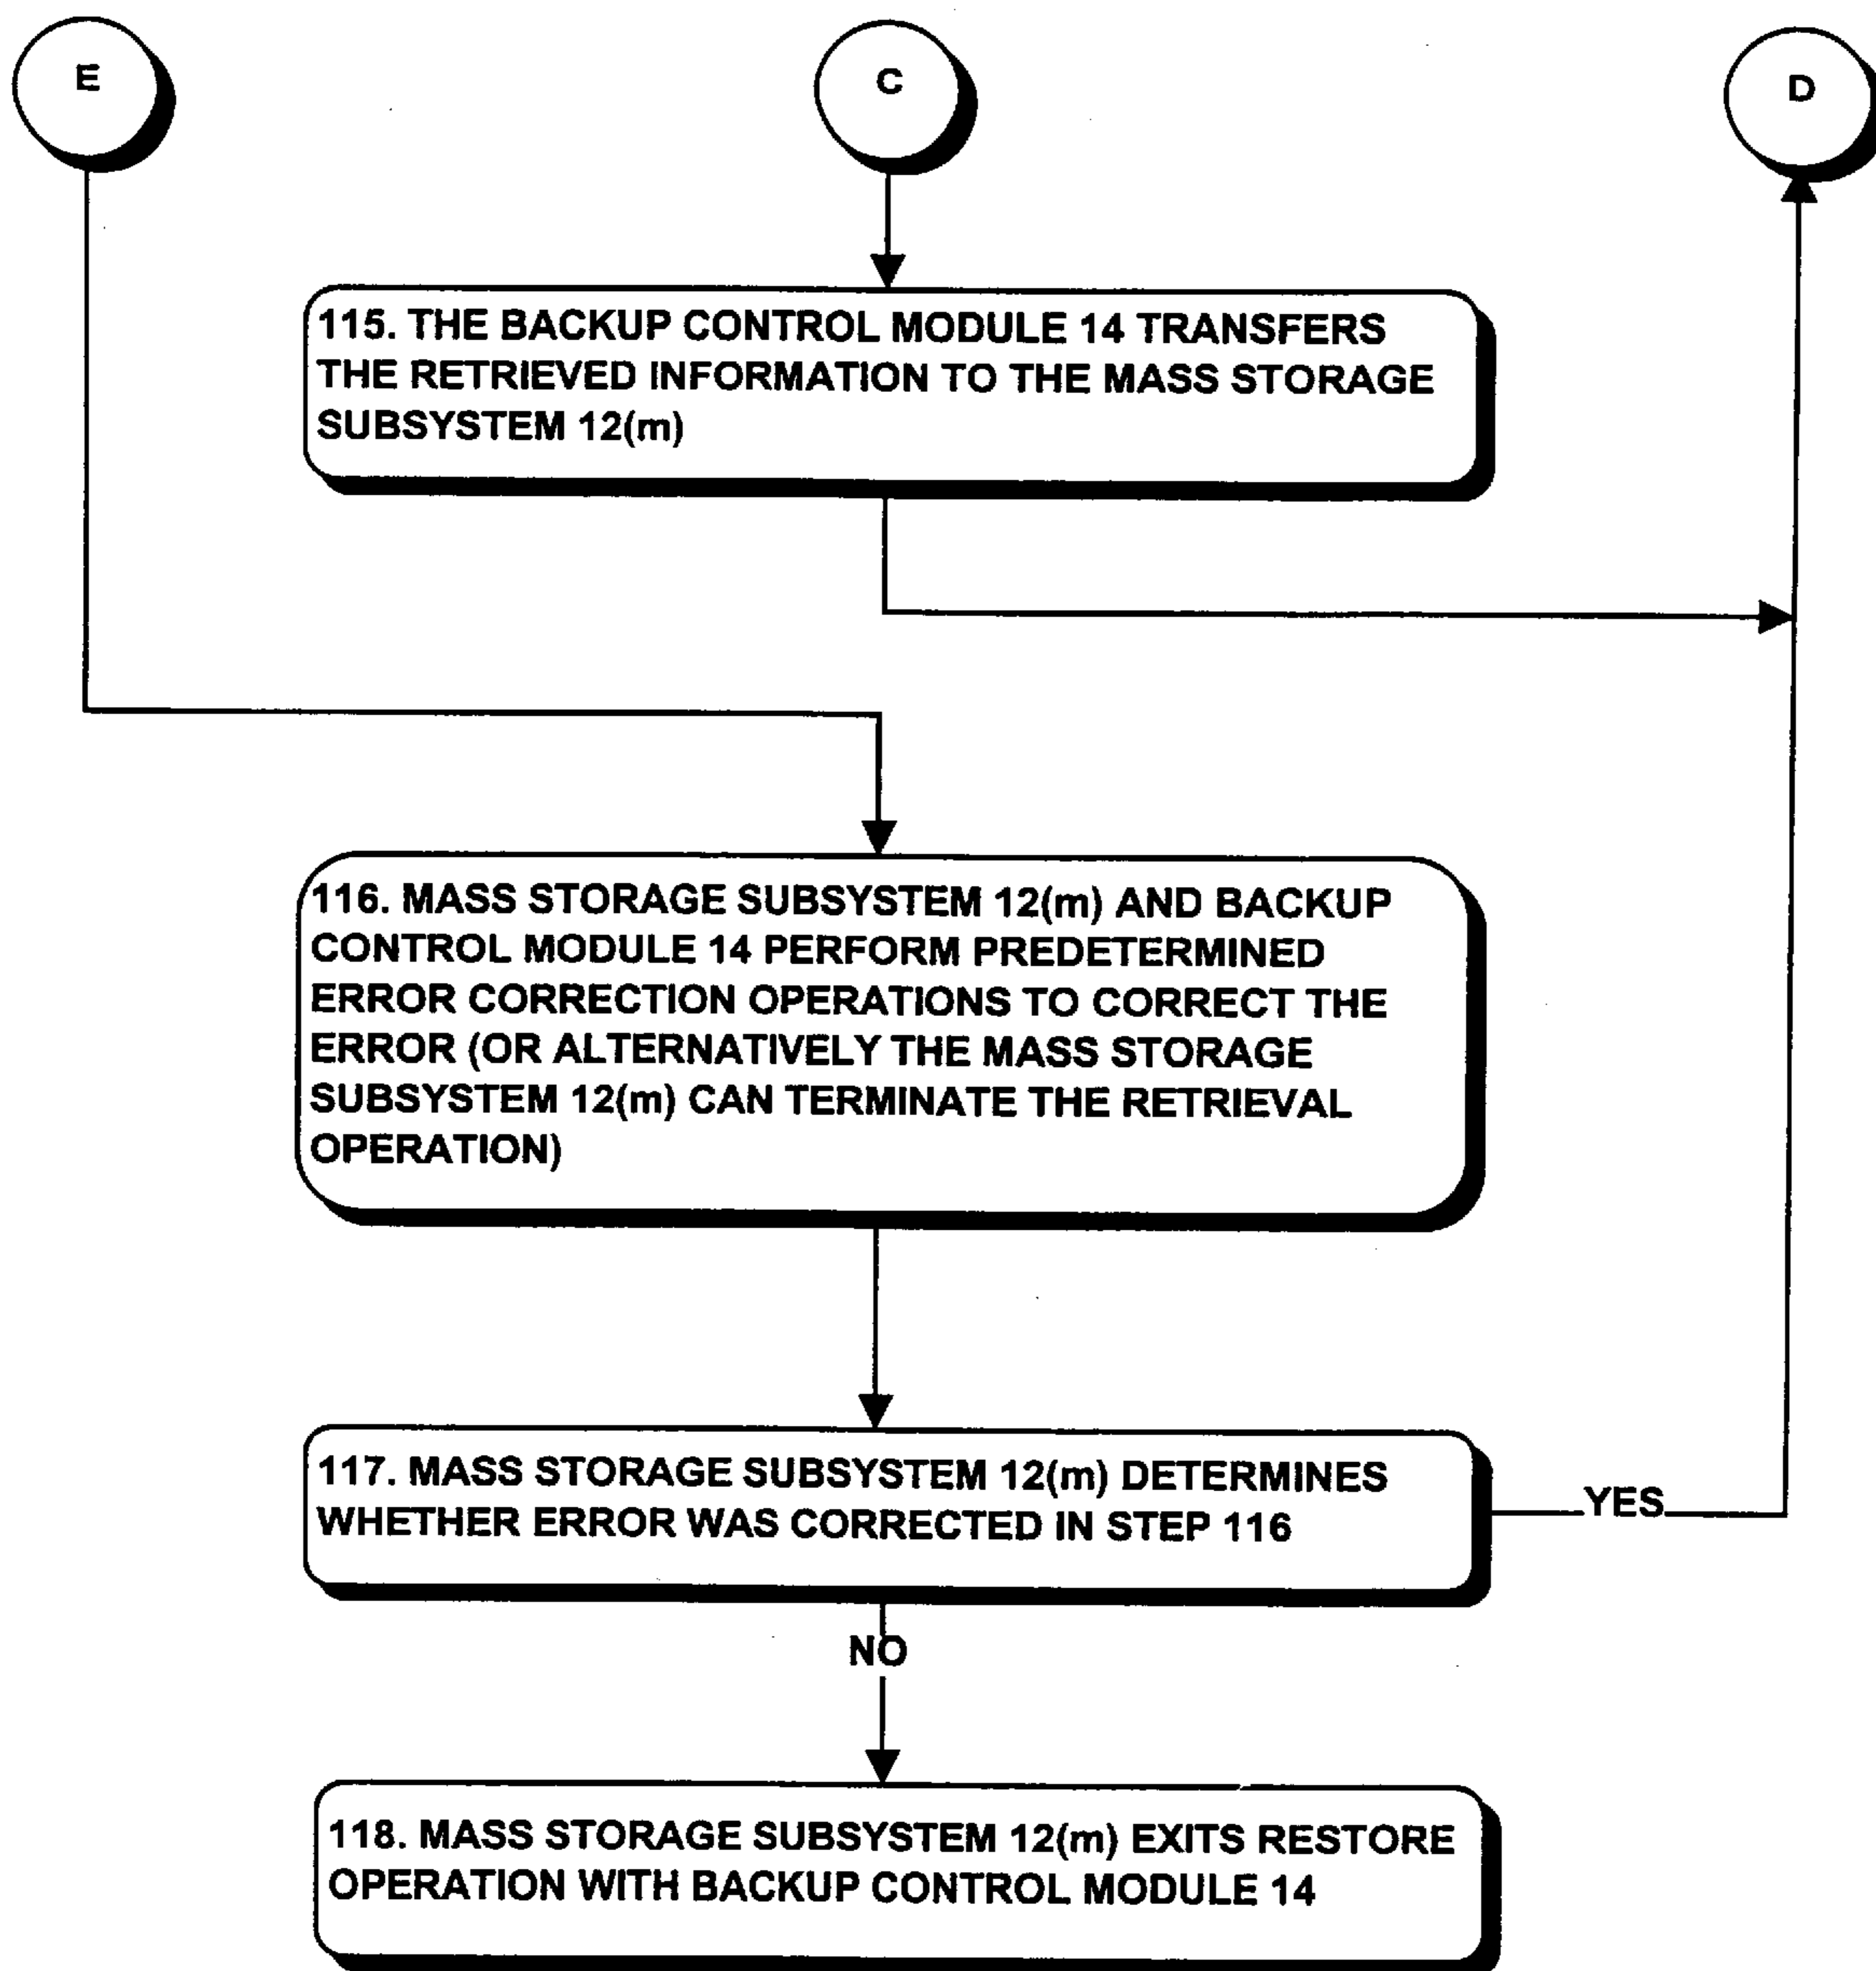 E
C
D
115. THE BACKUP CONTROL MODULE 14 TRANSFERS
THE RETRIEVED INFORMATION TO THE MASS STORAGE
SUBSYSTEM 12(m)
116. MASS STORAGE SUBSYSTEM 12(m) AND BACKUP
CONTROL MODULE 14 PERFORM PREDETERMINED
ERROR CORRECTION OPERATIONS TO CORRECT THE
ERROR (OR ALTERNATIVELY THE MASS STORAGE
SUBSYSTEM 12(m) CAN TERMINATE THE RETRIEVAL
OPERATION)
117. MASS STORAGE SUBSYSTEM 12(m) DETERMINES
WHETHER ERROR WAS CORRECTED IN STEP 116
YES
NO
118. MASS STORAGE SUBSYSTEM 12(m) EXITS RESTORE
OPERATION WITH BACKUP CONTROL MODULE 14